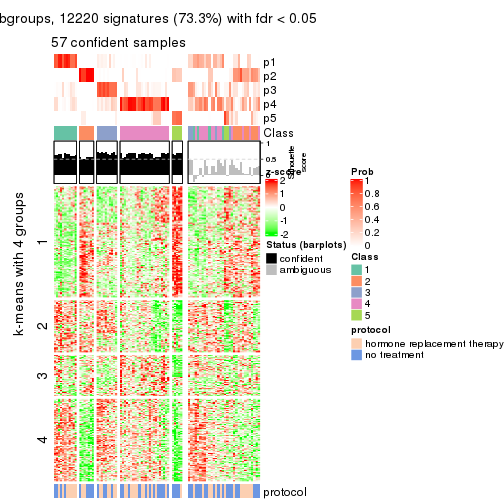 bgroups, 12220 signatures (73.3%) with fdr < 0.05
57 confident samples
p1
p2
p3
p4
p5
Class
1
0.5
0
silhouette
score
z-score
2
1
0
-1
-2
Status (barplots)
confident
ambiguous
Prob
1
0.8
0.6
0.4
0.2
0
Class
1
2
3
4
5
protocol
hormone replacement therapy
no treatment
k-means with 4 groups
1
2
3
4
protocol